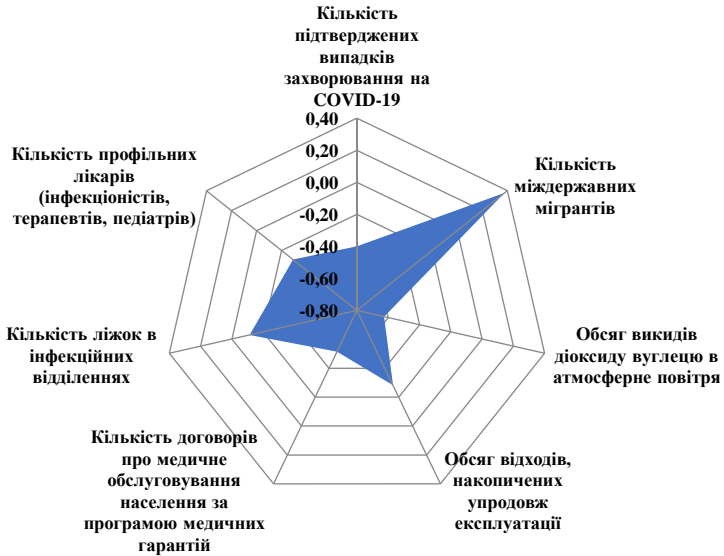 Кількість
підтверджених
випадків
захворювання на
COVID-19
0,40
0,20
0,00
-0,20
-0,40
-0,60
-0,80
Кількість
міждержавних
мігрантів
Обсяг викидів
діоксиду вуглецю в
атмосферне повітря
Обсяг відходів,
накопичених
упродовж
експлуатації
Кількість договорів
про медичне
обслуговування
населення за
програмою медичних
гарантій
Кількість ліжок в
інфекційних
відділеннях
Кількість профільних
лікарів
(інфекціоністів,
терапевтів, педіатрів)